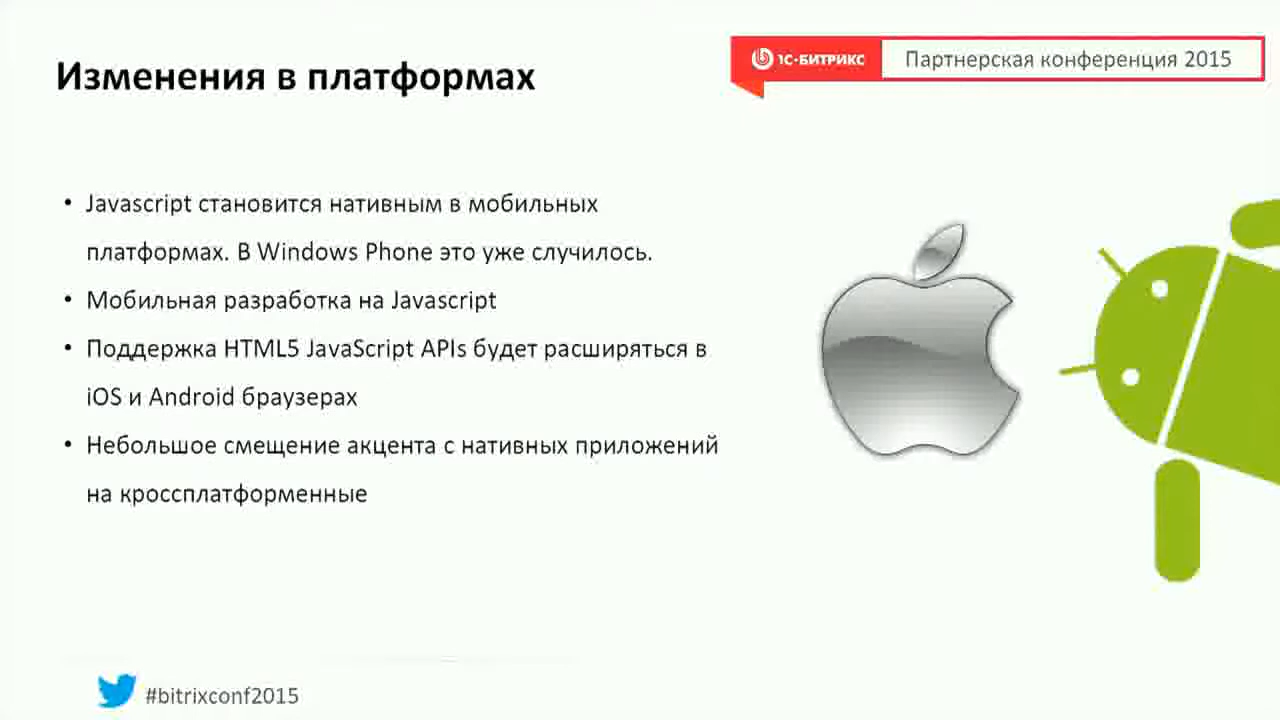 Изменения в платформах
1С-БИТРИКС
Партнерская конференция 2015
• Javascript становится нативным в мобильных
платформах. В Windows Phone это уже случилось.
• Мобильная разработка на Javascript
• Поддержка HTML5 JavaScript APIs будет расширяться в
iOS и Android браузерах
• Небольшое смещение акцента с нативных приложений
на кроссплатформенные
#bitrixconf2015